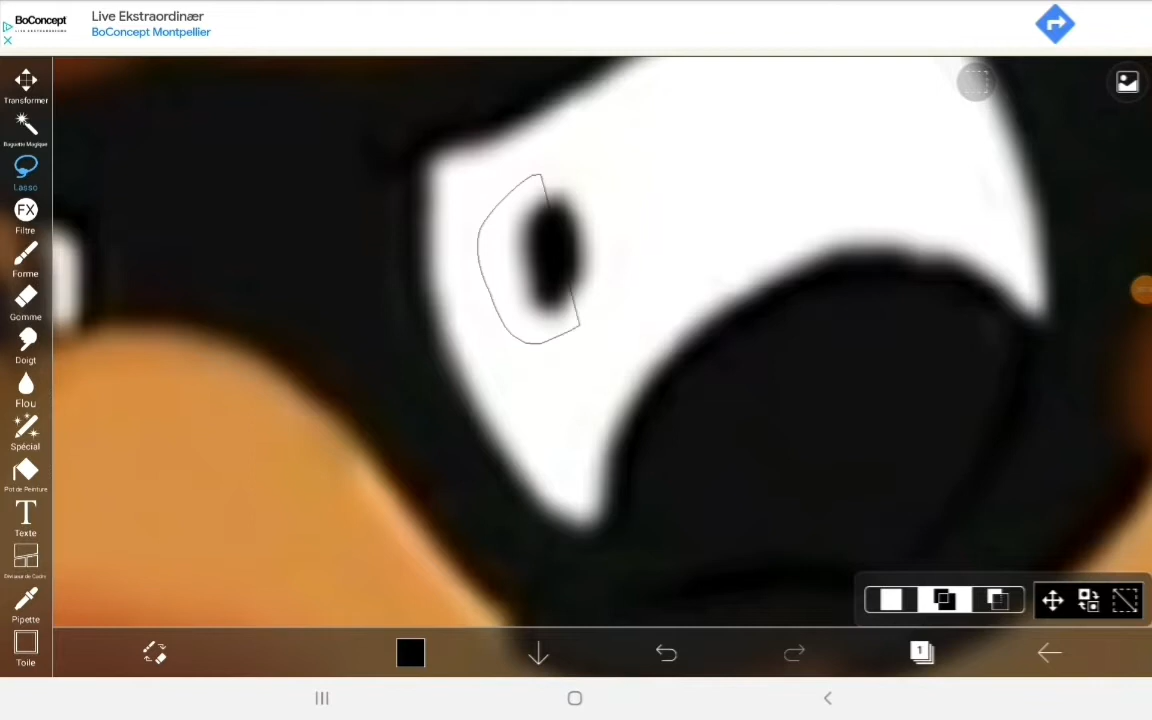 BoConcept
Live Ekstraordinær
BoConcept Montpellier
Transformer
Baguette Magique
Lasso
FX
Filtre
Forme
Gomme
Doigt
Flou
Spécial
Pot de Peinture
T
Texte
Diviseur de Cadre
Pipette
Toile
1